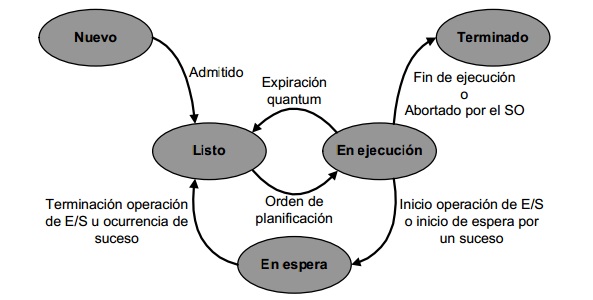 Nuevo
Terminado
Admitido
Expiración
quantum
Fin de ejecución
o
Abortado por el SO
Listo
En ejecución
Terminación operación
de E/S u ocurrencia de
suceso
Orden de
planificación
Inicio operación de E/S
o inicio de espera por
un suceso
En espera